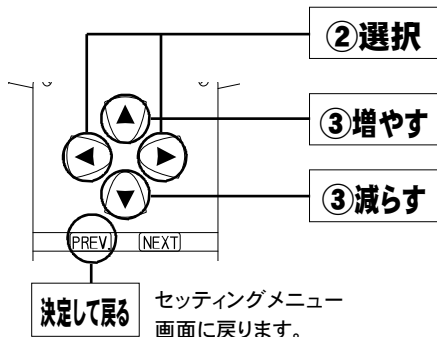 ②選択
③増やす
③減らす
PREV. NEXT
決定して戻る
セッティングメニュー
画面に戻ります。